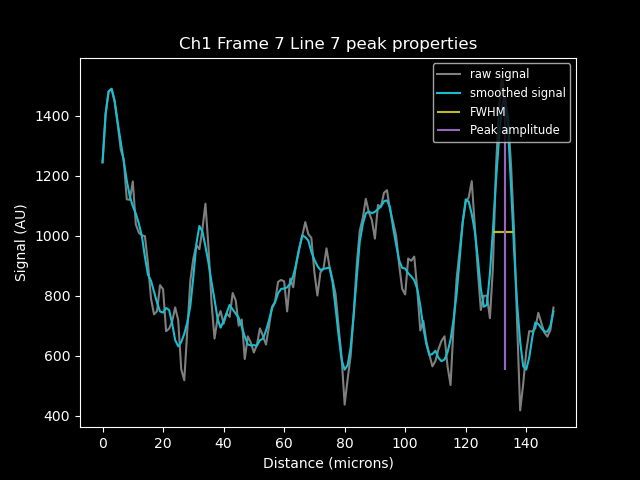 Ch1 Frame 7 Line 7 peak properties
raw signal
smoothed signal
FWHM
Peak amplitude
Signal (AU)
1400
1200
1000
800
600
400
0 20 40 60 80 100 120 140
Distance (microns)